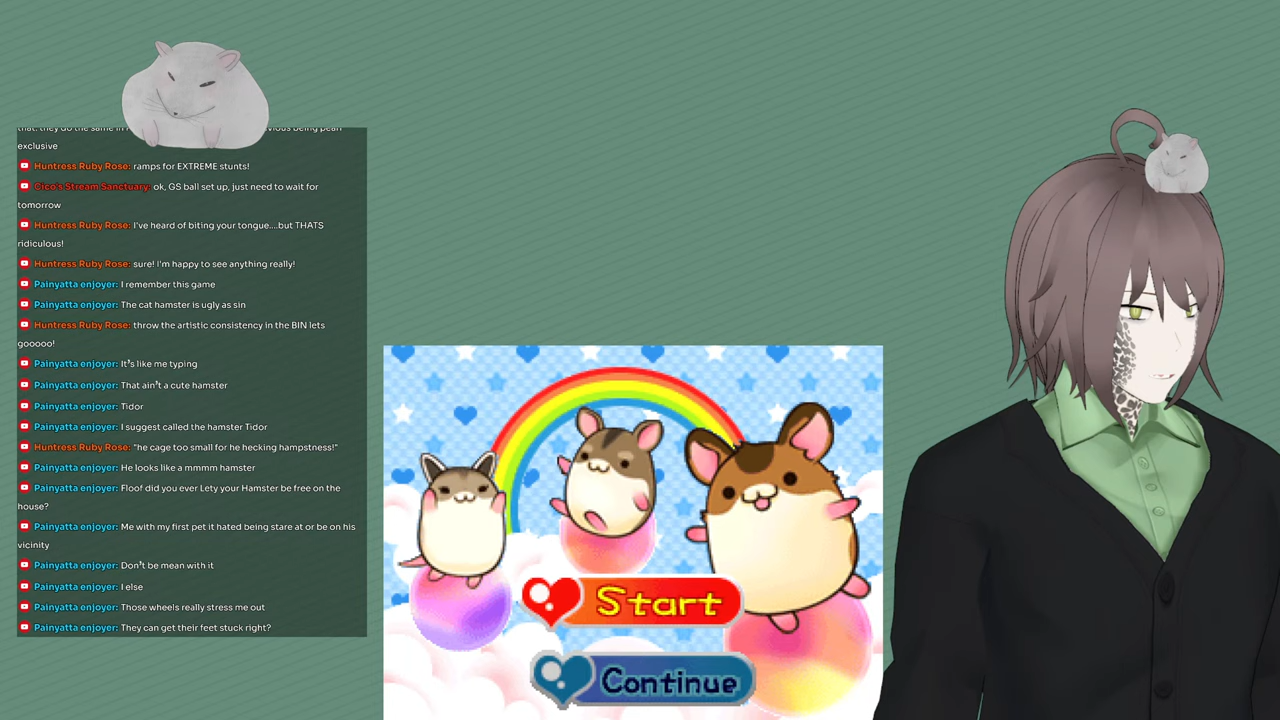 exclusive
Huntress Ruby Rose: ramps for EXTREME stunts!
Cico's Stream Sanctuary: ok, GS ball set up, just need to wait for
tomorrow
Huntress Ruby Rose: I've heard of biting your tongue....but THATS
ridiculous!
Huntress Ruby Rose: sure! I'm happy to see anything really!
Painyatta enjoyer: I remember this game
Painyatta enjoyer: The cat hamster is ugly as sin
Huntress Ruby Rose: throw the artistic consistency in the BIN lets
gooooo!
Painyatta enjoyer: It³s like me typing
Painyatta enjoyer: That ain³t a cute hamster
Painyatta enjoyer: Tidor
Painyatta enjoyer: I suggest called the hamster Tidor
Huntress Ruby Rose: "he cage too small for he hecking hampstness!"
Painyatta enjoyer: He looks like a mmmm hamster
Painyatta enjoyer: Floof did you ever Lety your Hamster be free on the
house?
Painyatta enjoyer: Me with my first pet it hated being stare at or be on his
vicinity
Painyatta enjoyer: Don³t be mean with it
Painyatta enjoyer: I else
Painyatta enjoyer: Those wheels really stress me out
Painyatta enjoyer: They can get their feet stuck right?
Start
Continue